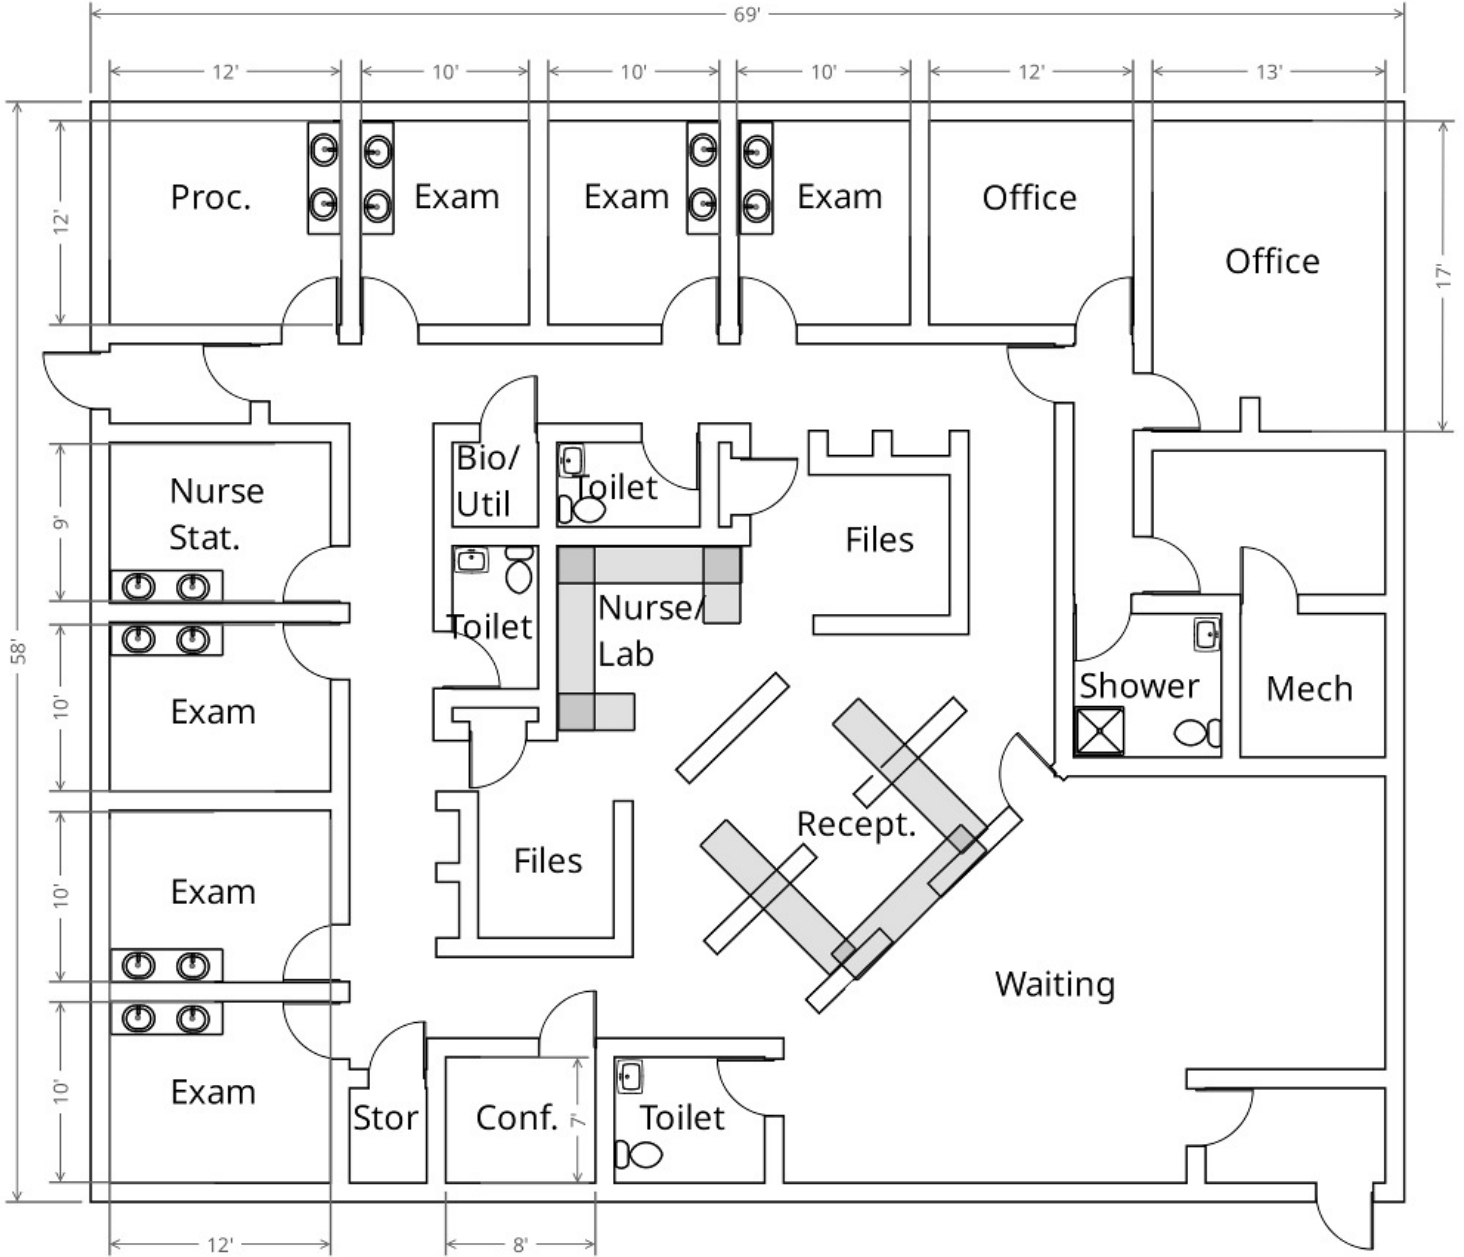 69'
12'
10'
10'
10'
12'
13'
Proc.
Exam
Exam
Exam
Office
Office
12'
17'
Bio/
Util
Toilet
Nurse
Stat.
9'
Files
Nurse/
Lab
Toilet
58'
Shower
Mech
Exam
10'
Recept.
Files
Exam
10'
Waiting
Exam
10'
Stor
Conf.
7'
Toilet
12'
8'